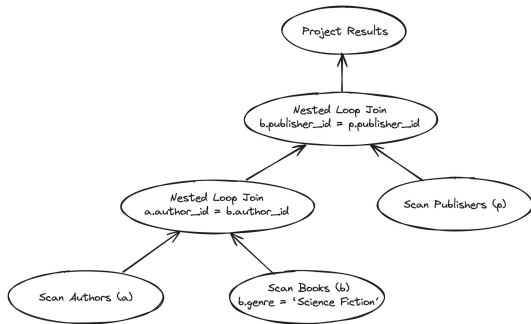 Project Results
Nested Loop Join
b.publisher_id = p.publisher_id
Nested Loop Join
a.author_id = b.author_id
Scan Publishers (p)
Scan Authors (a)
Scan Books (b)
b.genre = 'Science Fiction'